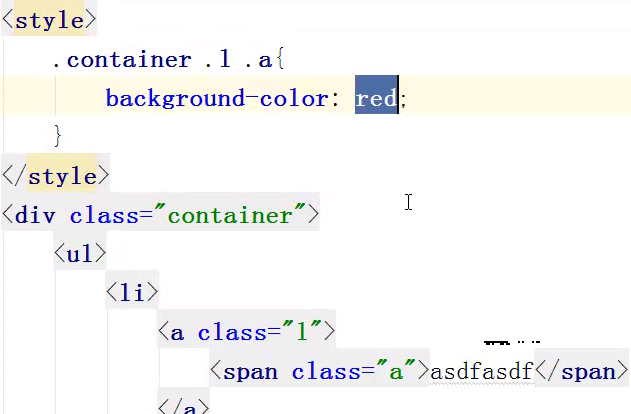 <style>
.container .l .a{
background-color: red;
}
</style>
<div class="container">
<ul>
<li>
<a class="l">
<span class="a">asdfasdf</span>
</a>